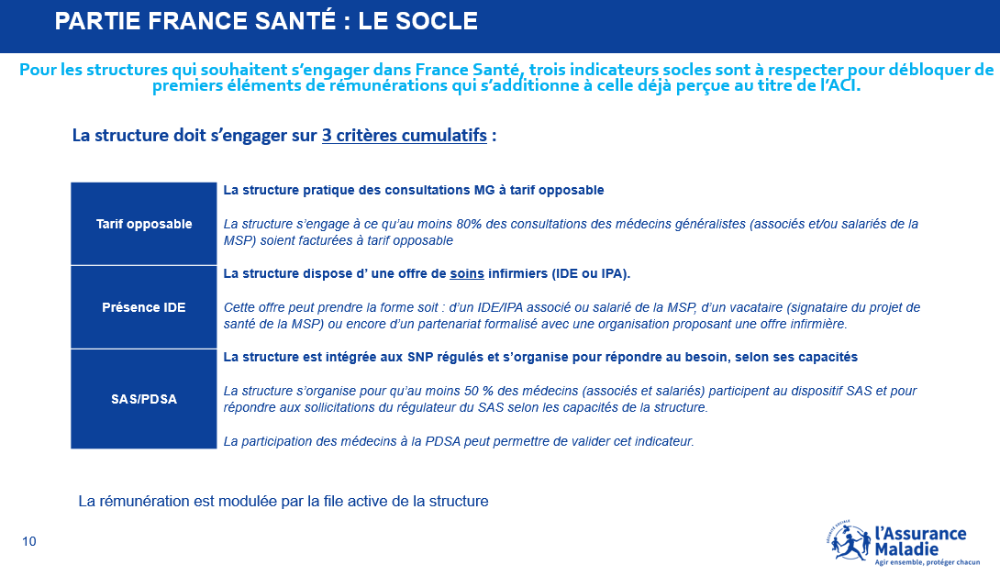 PARTIE FRANCE SANTÉ : LE SOCLE
Pour les structures qui souhaitent s’engager dans France Santé, trois indicateurs socles sont à respecter pour débloquer de
premiers éléments de rémunérations qui s’additionne à celle déjà perçue au titre de l’ACI.
La structure doit s’engager sur 3 critères cumulatifs :
Tarif opposable
La structure pratique des consultations MG à tarif opposable
La structure s’engage à ce qu’au moins 80% des consultations des médecins généralistes (associés et/ou salariés de la
MSP) soient facturées à tarif opposable
Présence IDE
La structure dispose d’ une offre de soins infirmiers (IDE ou IPA).
Cette offre peut prendre la forme soit : d’un IDE/IPA associé ou salarié de la MSP, d’un vacataire (signataire du projet de
santé de la MSP) ou encore d’un partenariat formalisé avec une organisation proposant une offre infirmière.
SAS/PDSA
La structure est intégrée aux SNP régulés et s’organise pour répondre au besoin, selon ses capacités
La structure s’organise pour qu’au moins 50 % des médecins (associés et salariés) participent au dispositif SAS et pour
répondre aux sollicitations du régulateur du SAS selon les capacités de la structure.
La participation des médecins à la PDSA peut permettre de valider cet indicateur.
La rémunération est modulée par la file active de la structure
10
SÉCURITÉ SOCIALE
l’Assurance
Maladie
Agir ensemble, protéger chacun